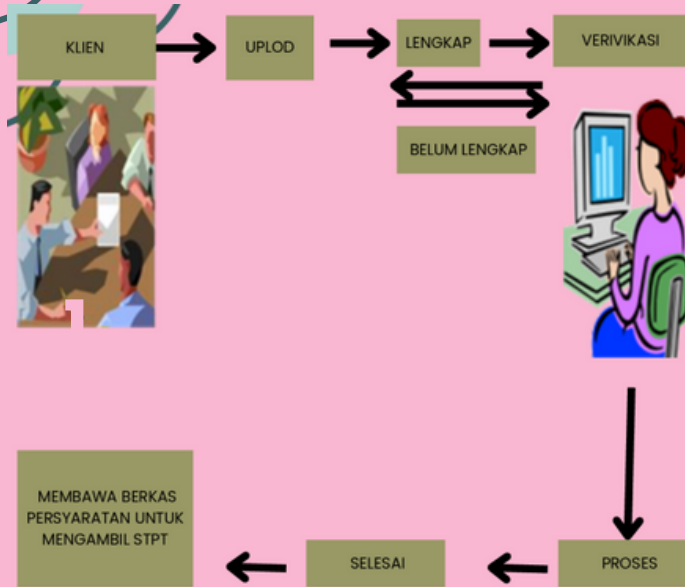 KLIEN
UPLOD
LENGKAP
VERIVIKASI
BELUM LENGKAP
MEMBAWA BERKAS
PERSYARATAN UNTUK
MENGAMBIL STPT
SELESAI
PROSES